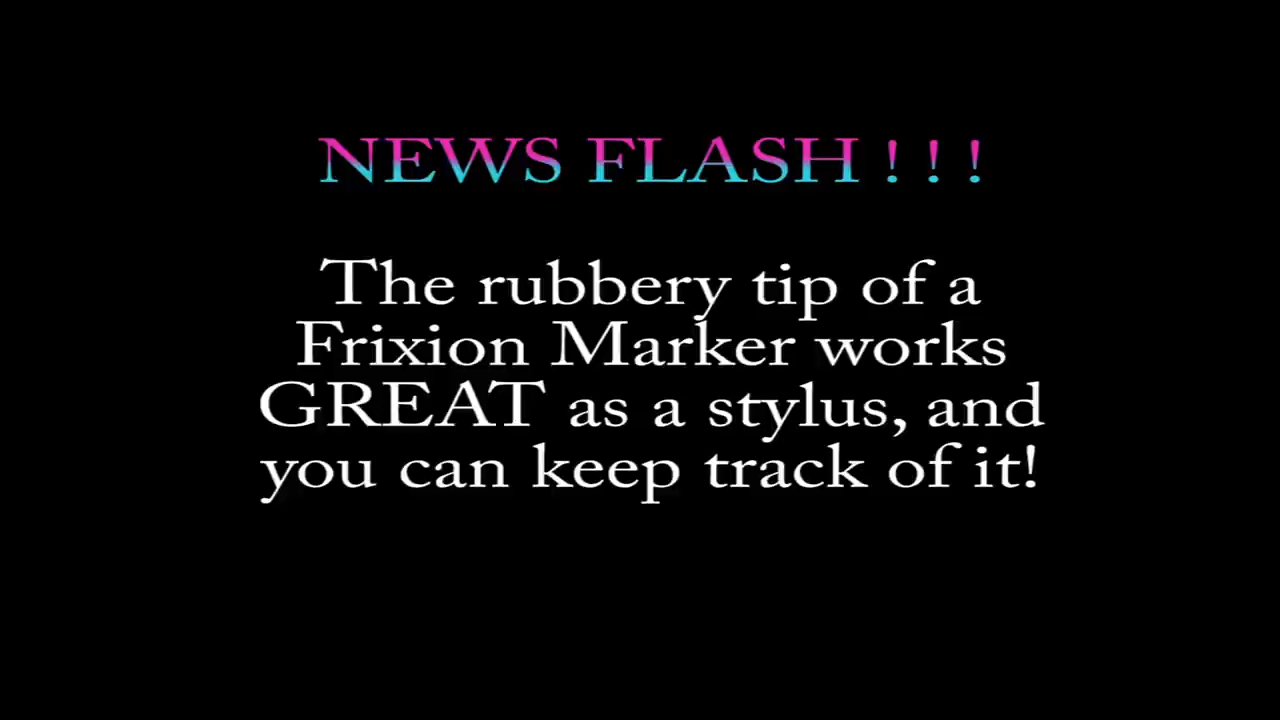 NEWS FLASH ! ! !
The rubbery tip of a
Frixion Marker works
GREAT as a stylus, and
you can keep track of it!